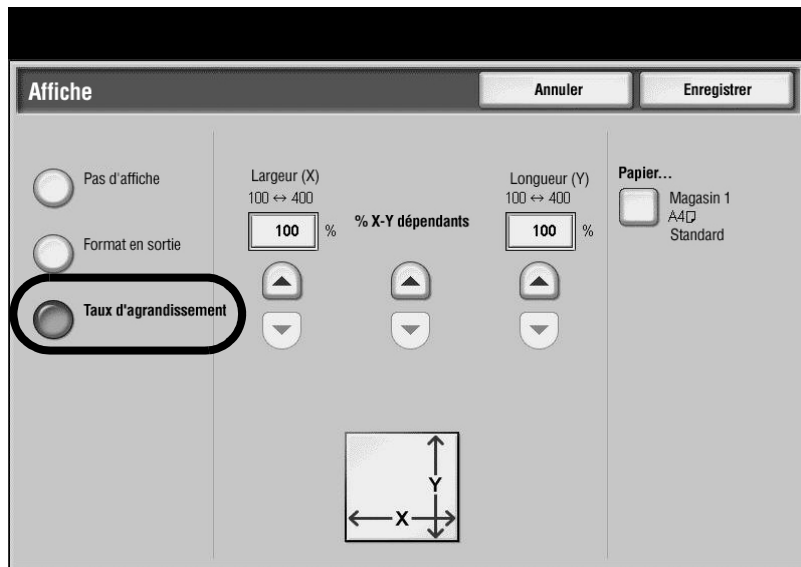 Affiche
Annuler
Enregistrer
Pas d'affiche
Format en sortie
Taux d'agrandissement
Largeur (X)
100 ↔ 400
100 %
% X-Y dépendants
Longueur (Y)
100 ↔ 400
100 %
Papier...
Magasin 1
A4
Standard
Y
X